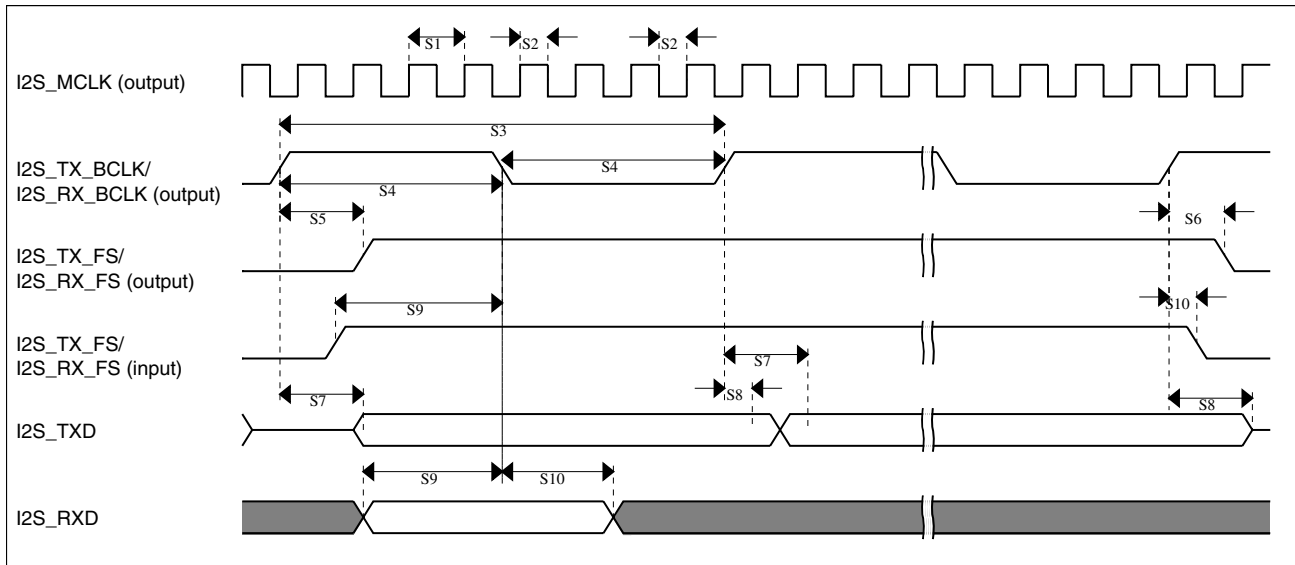 S1
S2
S2
I2S_MCLK (output)
S3
I2S_TX_BCLK/
I2S_RX_BCLK (output)
S4
S4
S5
S6
I2S_TX_FS/
I2S_RX_FS (output)
S9
S10
I2S_TX_FS/
I2S_RX_FS (input)
S7
S7
S8
S8
I2S_TXD
S9
S10
I2S_RXD